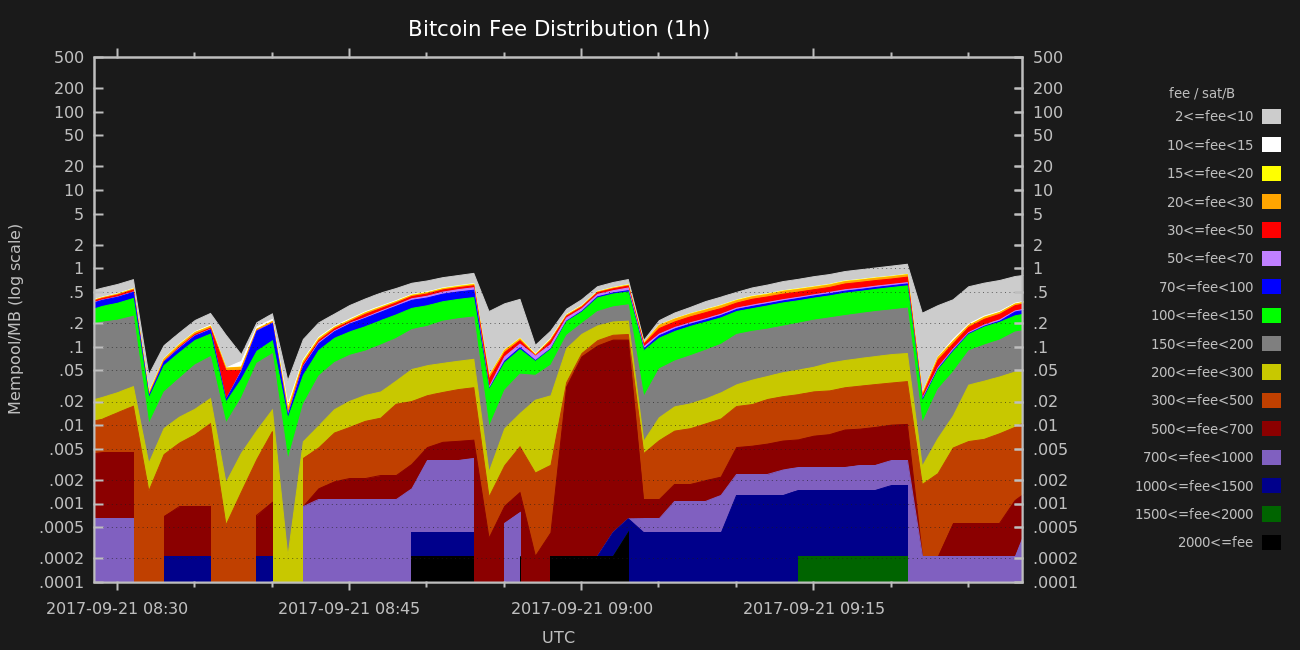 Bitcoin Fee Distribution (1h)
500
200
100
50
20
10
5
2
1
.5
.2
.1
.05
.02
.01
.005
.002
.001
.0005
.0002
.0001
Mempool/MB (log scale)
500
200
100
50
20
10
5
2
1
.5
.2
.1
.05
.02
.01
.005
.002
.001
.0005
.0002
.0001
2017-09-21 08:30
2017-09-21 08:45
2017-09-21 09:00
2017-09-21 09:15
UTC
fee / sat/B
2<=fee<10
10<=fee<15
15<=fee<20
20<=fee<30
30<=fee<50
50<=fee<70
70<=fee<100
100<=fee<150
150<=fee<200
200<=fee<300
300<=fee<500
500<=fee<700
700<=fee<1000
1000<=fee<1500
1500<=fee<2000
2000<=fee